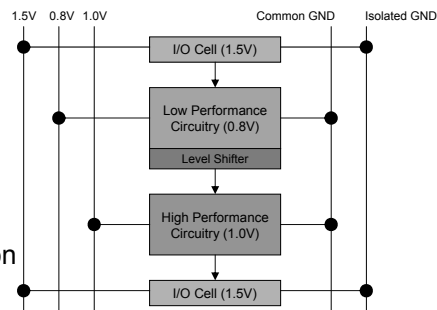 1.5V 0.8V 1.0V Common GND Isolated GND
I/O Cell (1.5V)
Low Performance
Circuitry (0.8V)
Level Shifter
High Performance
Circuitry (1.0V)
on
I/O Cell (1.5V)